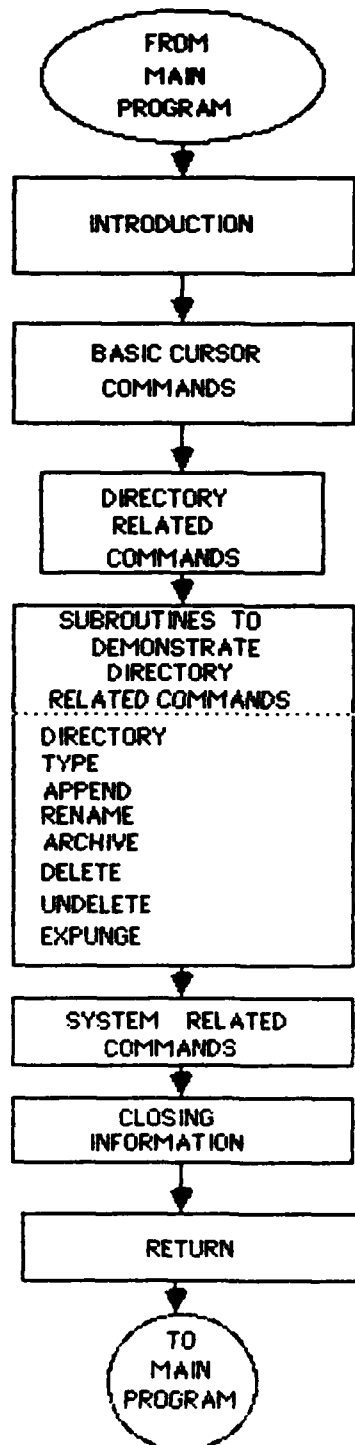 FROM
MAIN
PROGRAM
INTRODUCTION
BASIC CURSOR
COMMANDS
DIRECTORY
RELATED
COMMANDS
SUBROUTINES TO
DEMONSTRATE
DIRECTORY
RELATED COMMANDS
DIRECTORY
TYPE
APPEND
RENAME
ARCHIVE
DELETE
UNDELETE
EXPUNGE
SYSTEM RELATED
COMMANDS
CLOSING
INFORMATION
RETURN
TO
MAIN
PROGRAM